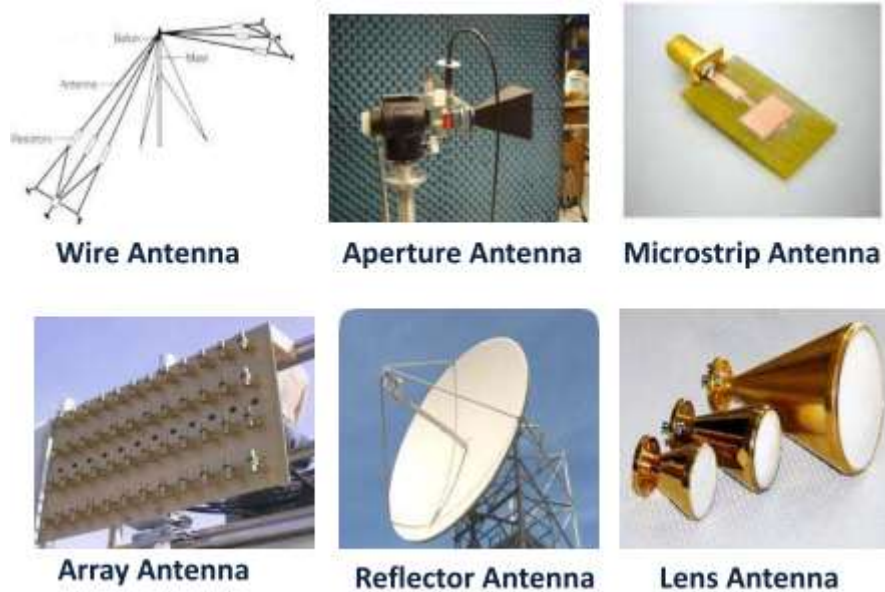 Balun
Mast
Antenna
Resistors
Wire Antenna
Aperture Antenna
Microstrip Antenna
Array Antenna
Reflector Antenna
Lens Antenna